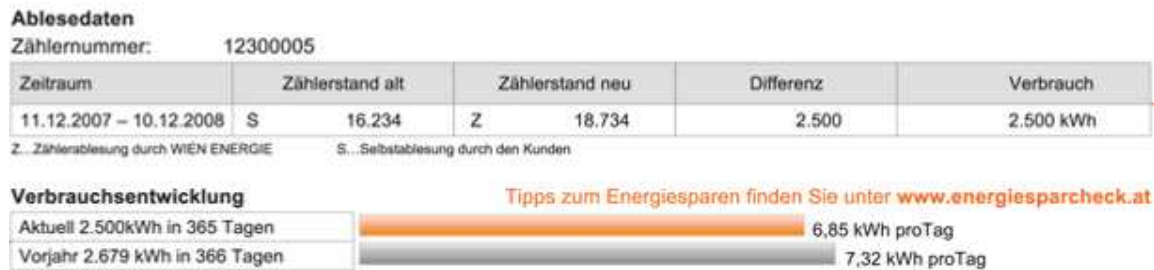 Ablesedaten
Zählernummer: 12300005
Zeitraum Zählerstand alt Zählerstand neu Differenz Verbrauch
11.12.2007 – 10.12.2008 S 16.234 Z 18.734 2.500 2.500 kWh
Z...Zählerablesung durch WIEN ENERGIE S...Selbstablesung durch den Kunden
Verbrauchsentwicklung Tipps zum Energiesparen finden Sie unter www.energiesparcheck.at
Aktuell 2.500kWh in 365 Tagen 6,85 kWh proTag
Vorjahr 2.679 kWh in 366 Tagen 7,32 kWh proTag